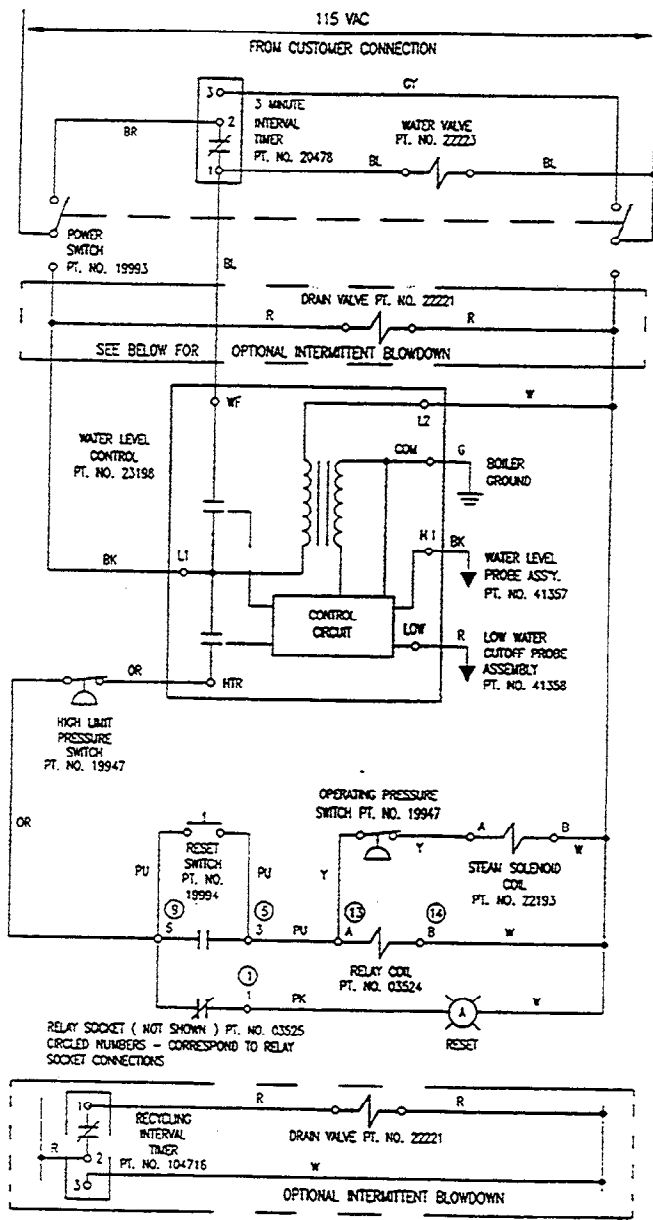 115 VAC
FROM CUSTOMER CONNECTION
3
GY
3 MINUTE
INTERVAL
TIMER
PT. NO. 20478
2
BR
1
WATER VALVE
PT. NO. 22223
BL
BL
POWER
SWITCH
PT. NO. 19993
BL
DRAIN VALVE PT. NO. 22221
R
R
SEE BELOW FOR OPTIONAL INTERMITTENT BLOWDOWN
WF
W
L2
WATER LEVEL
CONTROL
PT. NO. 23198
COM
G
BOILER
GROUND
BK
L1
H1
BK
WATER LEVEL
PROBE ASS'Y.
PT. NO. 41357
CONTROL
CIRCUIT
LOW
R
LOW WATER
CUTOFF PROBE
ASSEMBLY
PT. NO. 41358
OR
HTR
HIGH LIMIT
PRESSURE
SWITCH
PT. NO. 19947
OR
OPERATING PRESSURE
SWITCH PT. NO. 19947
A
B
Y
W
STEAM SOLENOID
COIL
PT. NO. 22193
RESET
SWITCH
PT. NO.
19994
PU
PU
Y
9
5
13
14
5
3
PU
A
B
W
RELAY COIL
PT. NO. 03524
1
1
PK
A
W
RESET
RELAY SOCKET ( NOT SHOWN ) PT. NO. 03525
CIRCLED NUMBERS - CORRESPOND TO RELAY
SOCKET CONNECTIONS
1
R
R
RECYCLING
INTERVAL
TIMER
PT. NO. 104716
DRAIN VALVE PT. NO. 22221
R
2
W
3
OPTIONAL INTERMITTENT BLOWDOWN